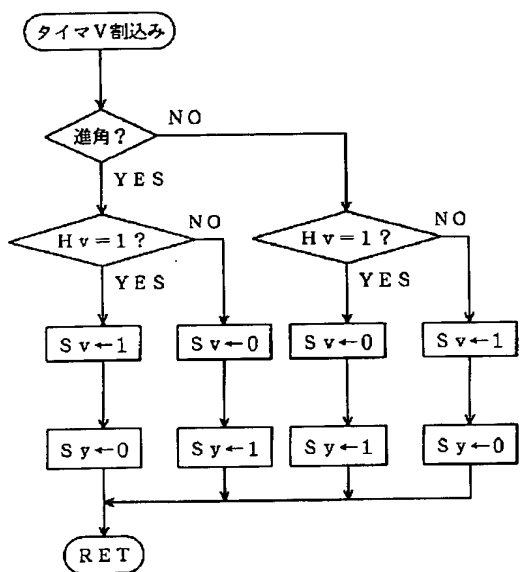 タイマV割込み
進角?
NO
YES
Hv=1?
NO
Hv=1?
NO
YES
YES
Sv←1
Sv←0
Sv←0
Sv←1
Sy←0
Sy←1
Sy←1
Sy←0
RET